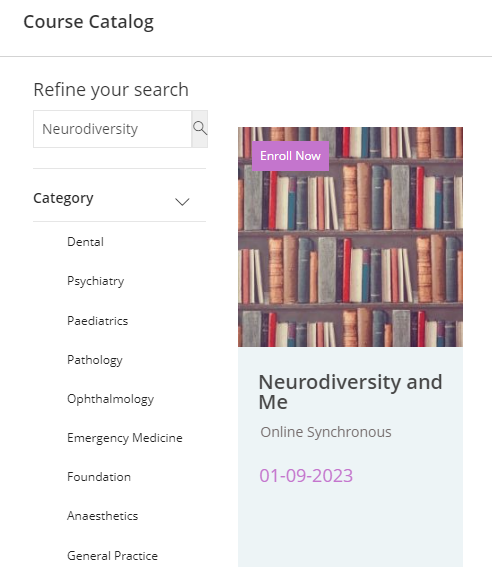 Course Catalog
Refine your search
Neurodiversity
Category
Dental
Psychiatry
Paediatrics
Pathology
Ophthalmology
Emergency Medicine
Foundation
Anaesthetics
General Practice
Enroll Now
Neurodiversity and
Me
Online Synchronous
01-09-2023